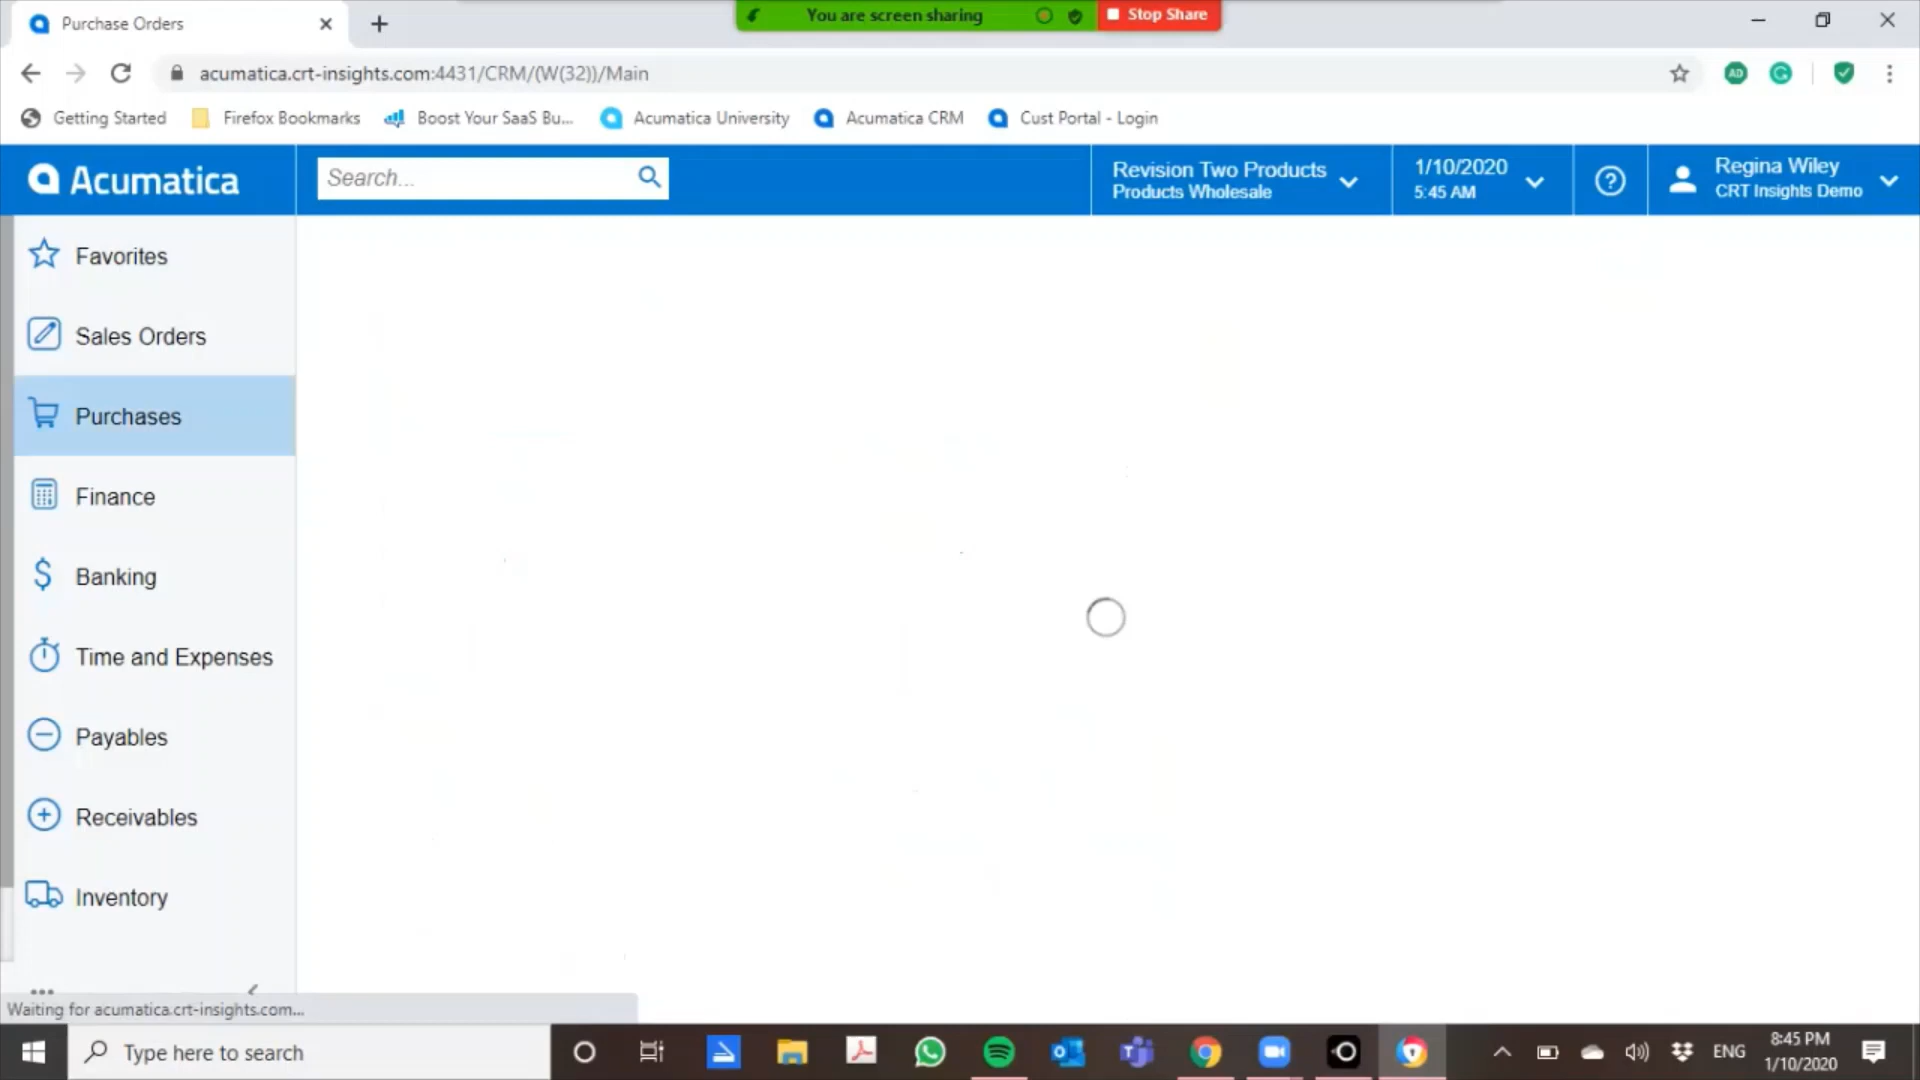 Purchase Orders
You are screen sharing
Stop Share
acumatica.crt-insights.com:4431/CRM/(W(32))/Main
Getting Started
Firefox Bookmarks
Boost Your SaaS Bu...
Acumatica University
Acumatica CRM
Cust Portal - Login
Acumatica
Search...
Revision Two Products
Products Wholesale
1/10/2020
5:45 AM
Regina Wiley
CRT Insights Demo
Favorites
Sales Orders
Purchases
Finance
Banking
Time and Expenses
Payables
Receivables
Inventory
Waiting for acumatica.crt-insights.com...
Type here to search
ENG
8:45 PM
1/10/2020